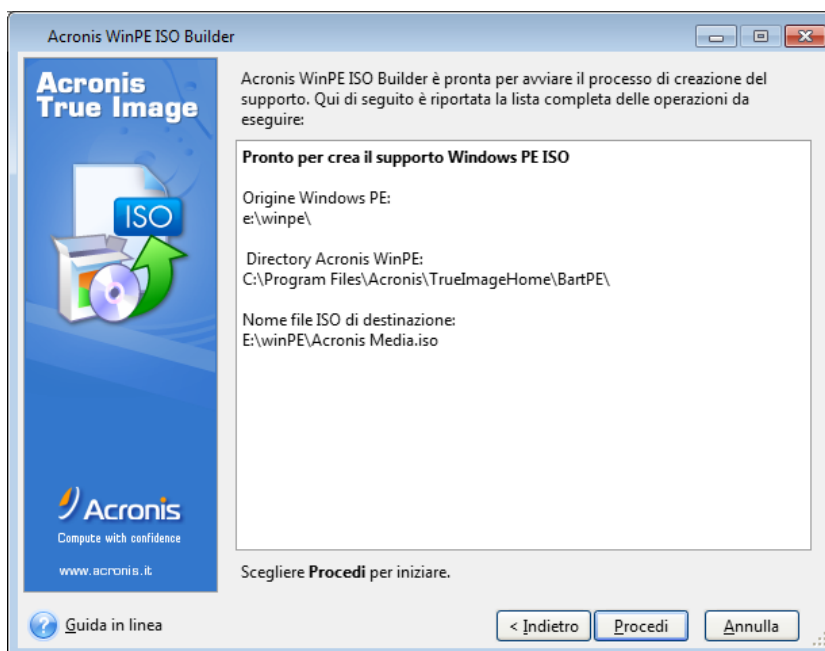 Acronis WinPE ISO Builder
Acronis
True Image
ISO
Acronis
Compute with confidence
www.acronis.it
Acronis WinPE ISO Builder è pronta per avviare il processo di creazione del
supporto. Qui di seguito è riportata la lista completa delle operazioni da
eseguire:
Pronto per crea il supporto Windows PE ISO
Origine Windows PE:
e:\winpe\
Directory Acronis WinPE:
C:\Program Files\Acronis\TrueImageHome\BartPE\
Nome file ISO di destinazione:
E:\winPE\Acronis Media.iso
Scegliere Procedi per iniziare.
? Guida in linea
< Indietro
Procedi
Annulla